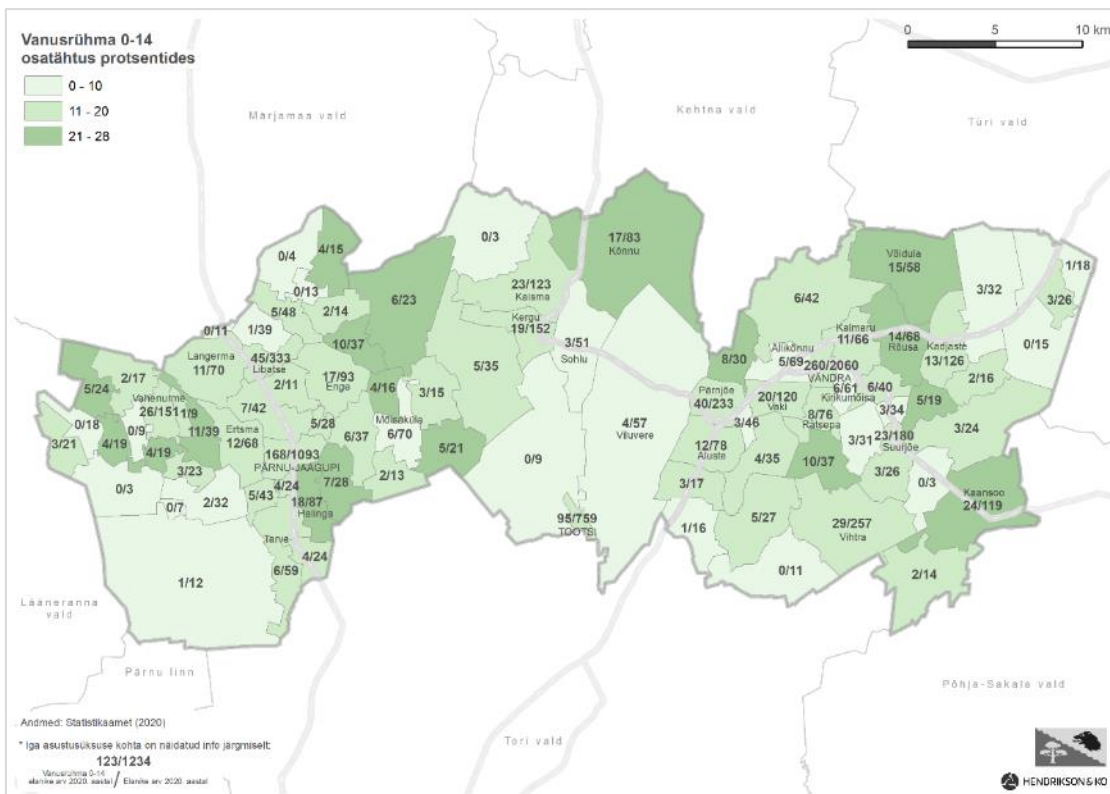 Vanusrühma 0-14
osatähtus protsentides
0 - 10
11 - 20
21 - 28
0 5 10 km
Märjamaa vald
Kehtna vald
Türi vald
0/4
4/15
0/13
5/48
2/14
6/23
0/3
23/123
Kaisma
Kergu
19/152
17/83
Kõnnu
3/51
Sohlu
5/35
0/11
1/39
10/37
Langerma
11/70
45/333
Libatse
2/11
17/93
Enge
4/16
3/15
Mõisaküla
6/70
5/24
2/17
Vahenurme
26/151
1/9
11/39
7/42
Ertsma
12/68
5/28
6/37
5/21
0/18
3/21
4/19
0/9
4/19
3/23
168/1093
PÄRNU-JAAGUPI
2/13
0/3
0/7
2/32
5/43
4/24
18/87
Halinga
7/28
Tarva
4/24
6/59
1/12
0/9
95/759
TOOTSI
4/57
Viluvere
Võidula
15/58
3/32
1/18
3/26
0/15
6/42
8/30
Kalmaru
11/66
14/68
Rõusa
Kadjaste
13/126
Allikõnnu
5/69
260/2060
VÄNDRA
6/61
Kirikumõisa
6/40
2/16
5/19
Pärnjõe
40/233
20/120
Vaki
3/46
8/76
Rätsepa
3/34
23/180
Suurjõe
3/31
3/24
12/78
Aluste
4/35
10/37
3/26
0/3
Kaansoo
24/119
3/17
1/16
5/27
29/257
Vihtra
0/11
2/14
Lääneranna
vald
Pärnu linn
Tori vald
Põhja-Sakala vald
Andmed: Statistikaamet (2020)
* Iga asustusüksuse kohta on näidatud info järgmiselt:
123/1234
Vanusrühma 0-14
elanike arv 2020. aastal / Elanike arv 2020. aastal
HENDRIKSON & KO